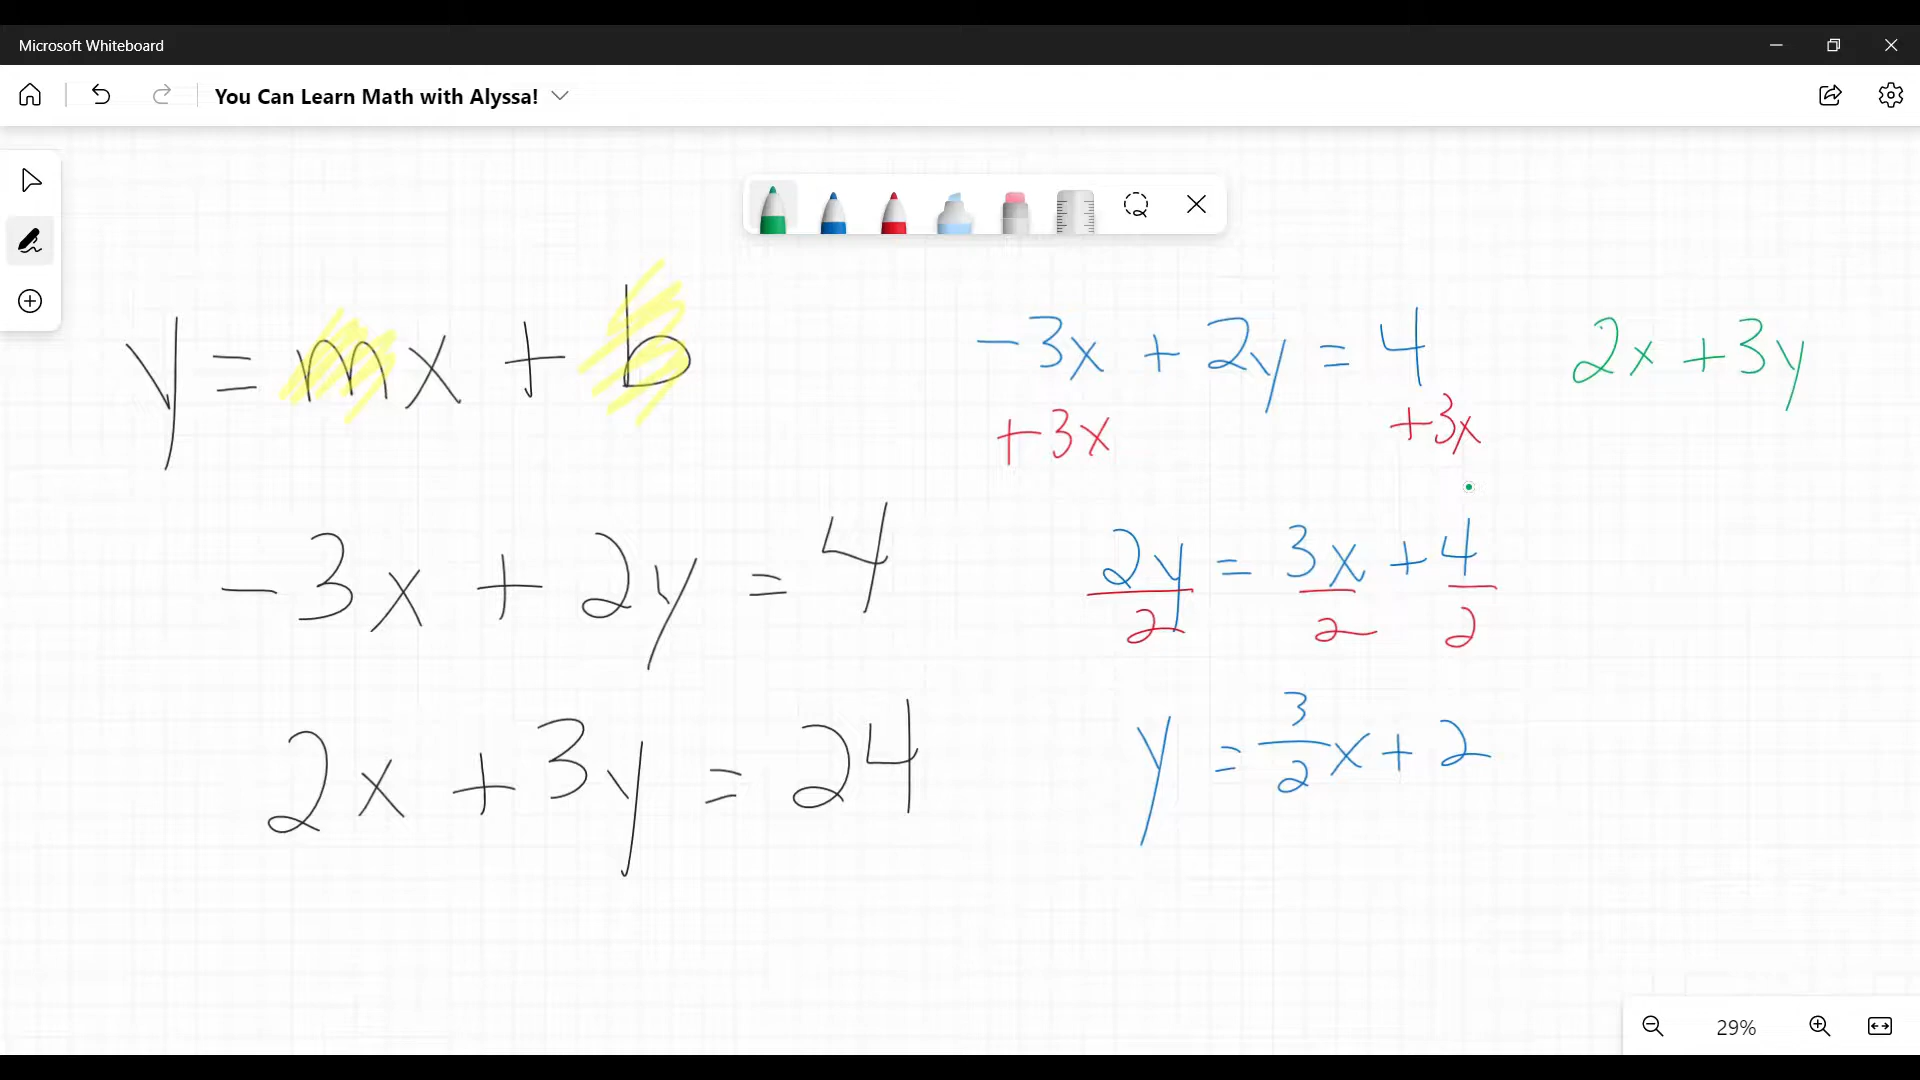 Microsoft Whiteboard
You Can Learn Math with Alyssa!
y = mx + b
-3x + 2y = 4
2x + 3y = 24
-3x + 2y = 4
+3x +3x
2y = 3x + 4
2 2 2
y = 3/2 x + 2
2x + 3y
29%